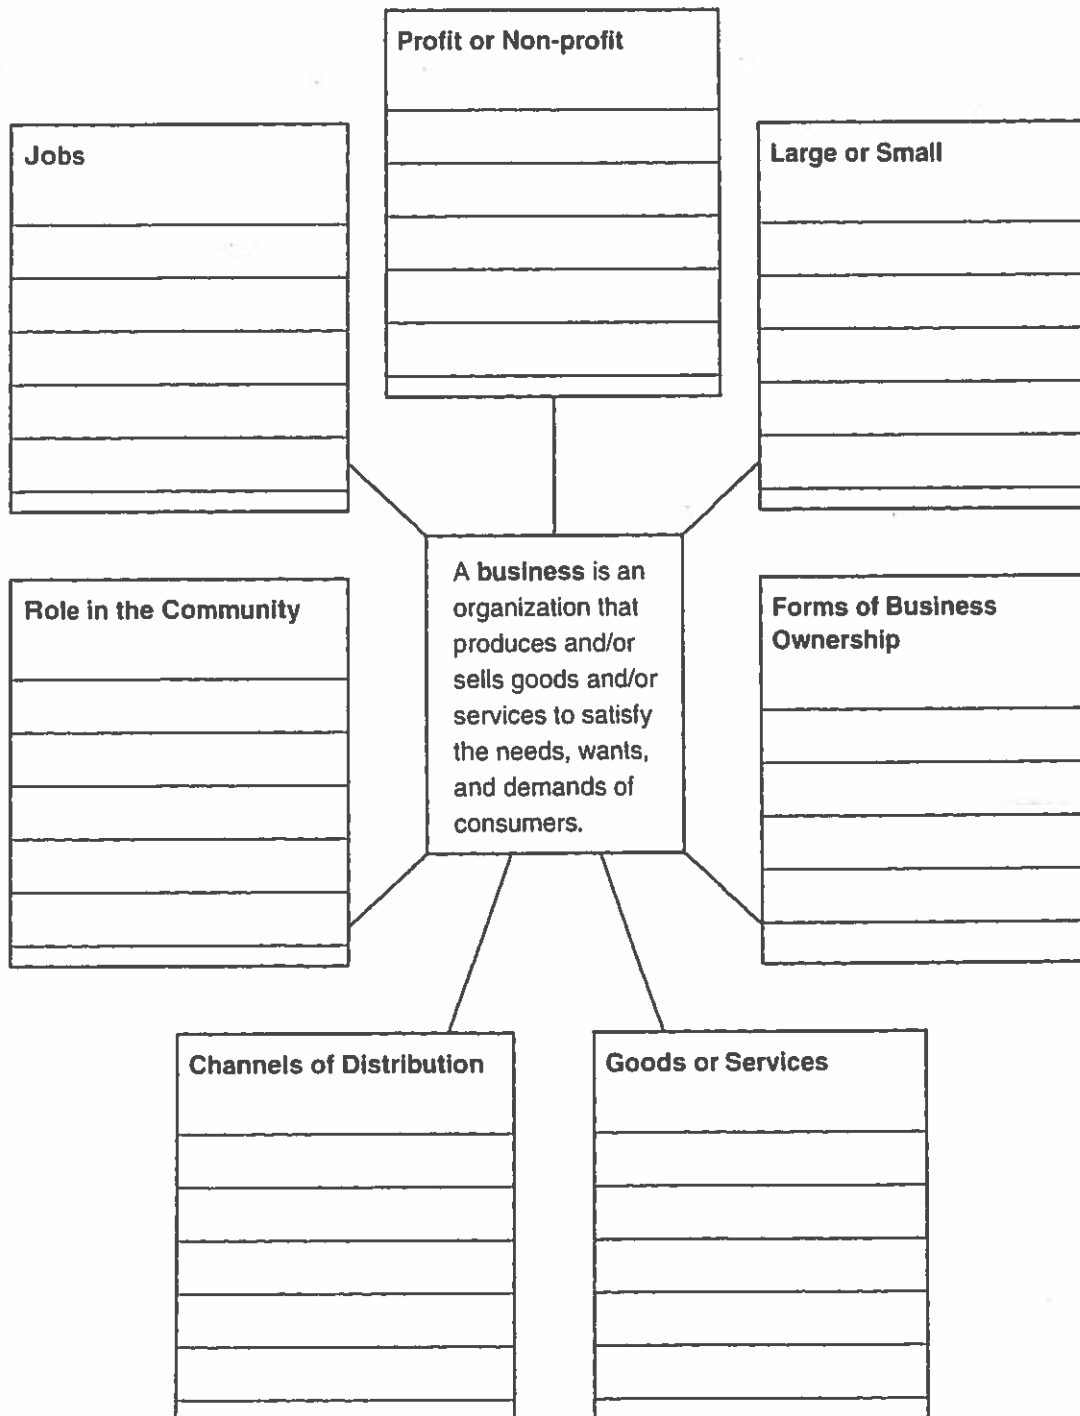 Profit or Non-profit
Jobs
Large or Small
A business is an
organization that
produces and/or
sells goods and/or
services to satisfy
the needs, wants,
and demands of
consumers.
Role in the Community
Forms of Business
Ownership
Channels of Distribution
Goods or Services